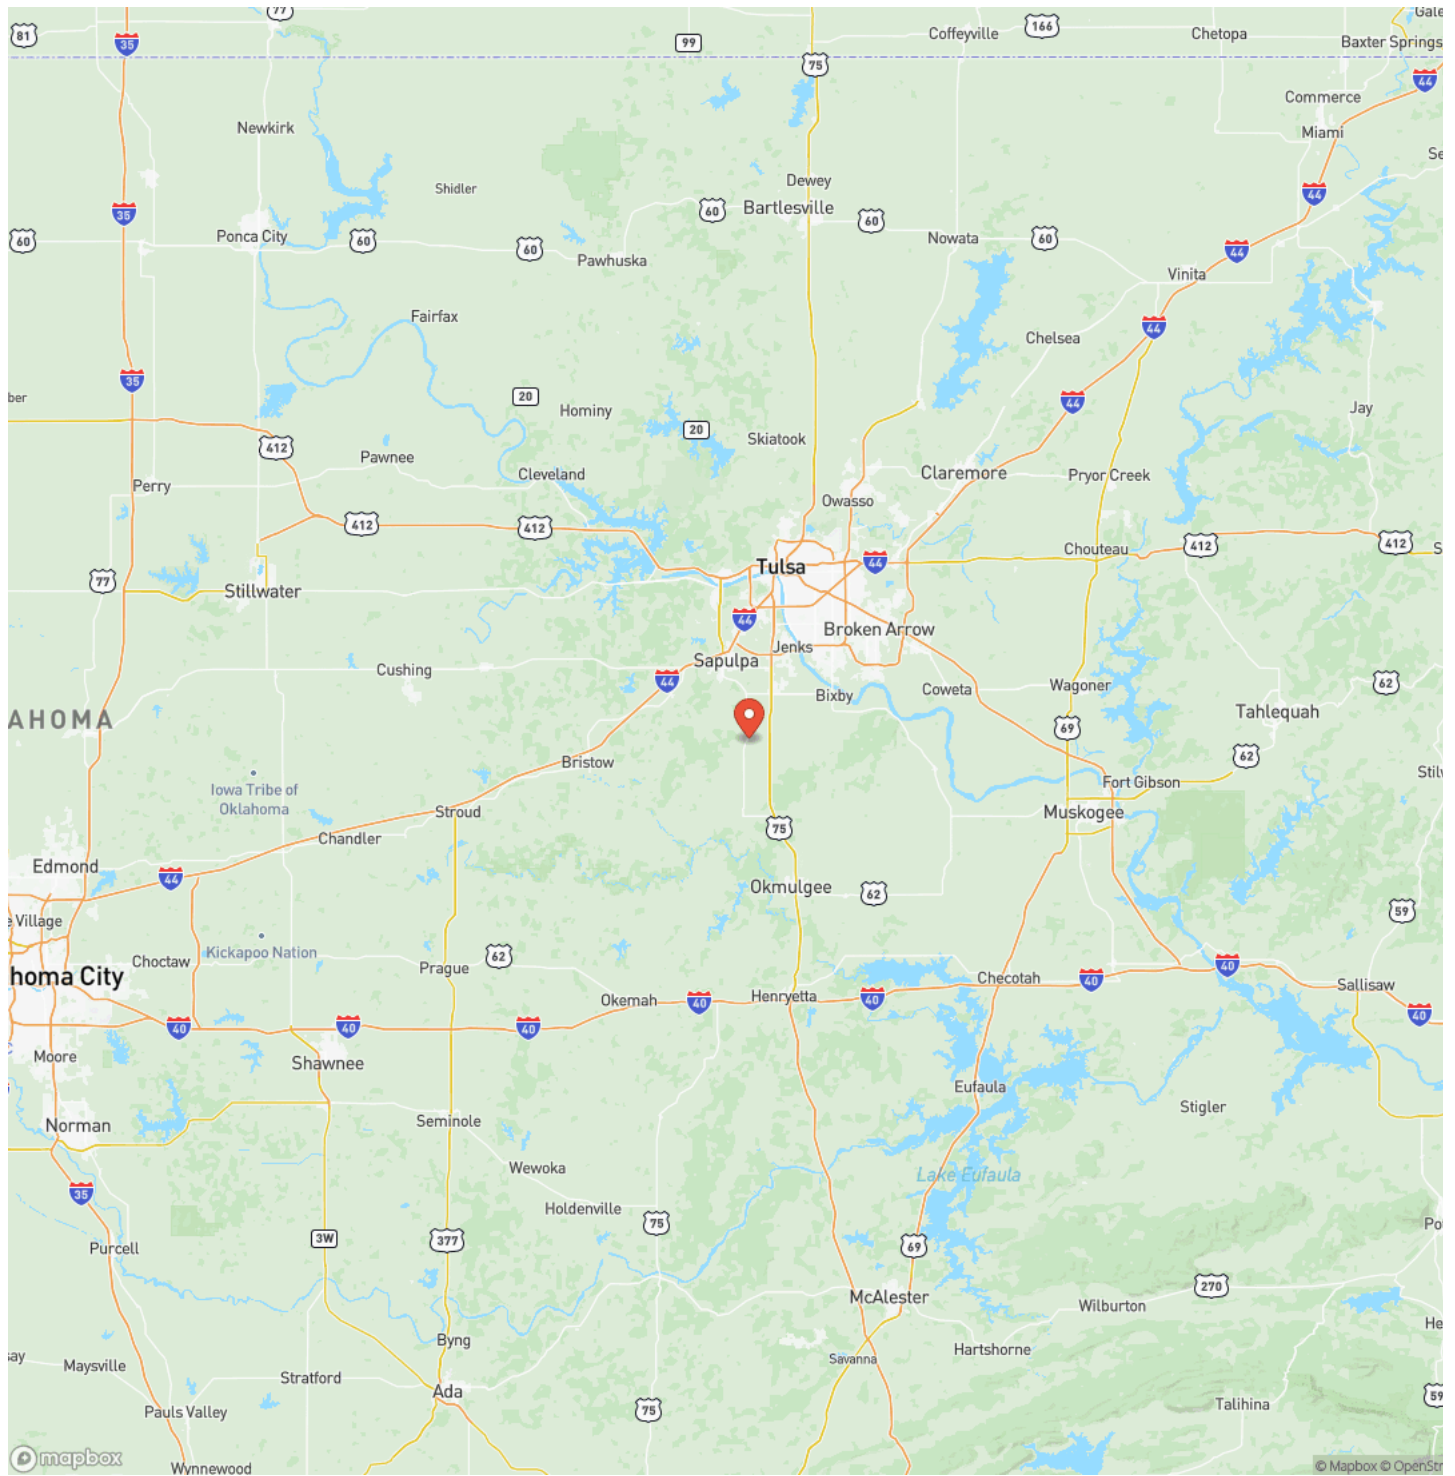 77
81
35
99
75
Coffeyville
166
Chetopa
Gale
Baxter Springs
44
Commerce
Miami
Newkirk
Shidler
Dewey
Bartlesville
60
35
60
Ponca City
60
60
Pawhuska
60
Nowata
60
44
Se
44
Vinita
Fairfax
44
Chelsea
35
ber
20
Hominy
20
Skiatook
44
Jay
412
Pawnee
Cleveland
Claremore
Pryor Creek
Perry
Owasso
412
412
Tulsa
44
Chouteau
412
412
S
77
Stillwater
44
Broken Arrow
Jenks
Sapulpa
Cushing
44
Bixby
Coweta
Wagoner
62
AHOMA
69
Tahlequah
62
Bristow
Iowa Tribe of
Oklahoma
Fort Gibson
Stilv
Muskogee
Stroud
75
Chandler
Edmond
44
Okmulgee
62
59
e Village
Kickapoo Nation
Choctaw
62
Prague
homa City
Checotah
40
40
Sallisaw
Okemah
40
Henryetta
40
40
40
40
40
Moore
Shawnee
Eufaula
Stigler
Norman
Seminole
Wewoka
Lake Eufaula
35
Holdenville
75
Po
Purcell
3W
377
69
270
McAlester
Wilburton
He
Byng
Hartshorne
say
Maysville
Stratford
Savanna
Ada
75
59
Pauls Valley
Talihina
mapbox
Wynnewood
© Mapbox © OpenStr